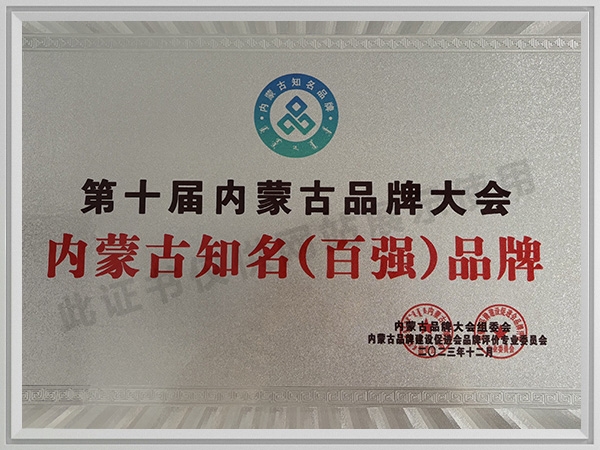 内蒙古知名品牌
第十届内蒙古品牌大会
内蒙古知名(百强)品牌
内蒙古品牌大会组委会
内蒙古品牌建设促进会品牌评价专业委员会
二〇二三年十二月